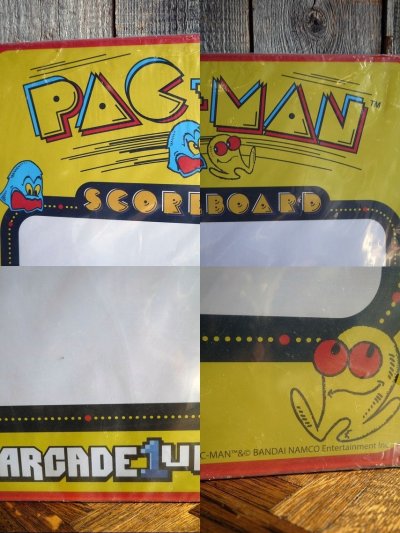 PAC-MAN™
SCOREBOARD
ARCADE1UP
C-MAN™&© BANDAI NAMCO Entertainment Inc.